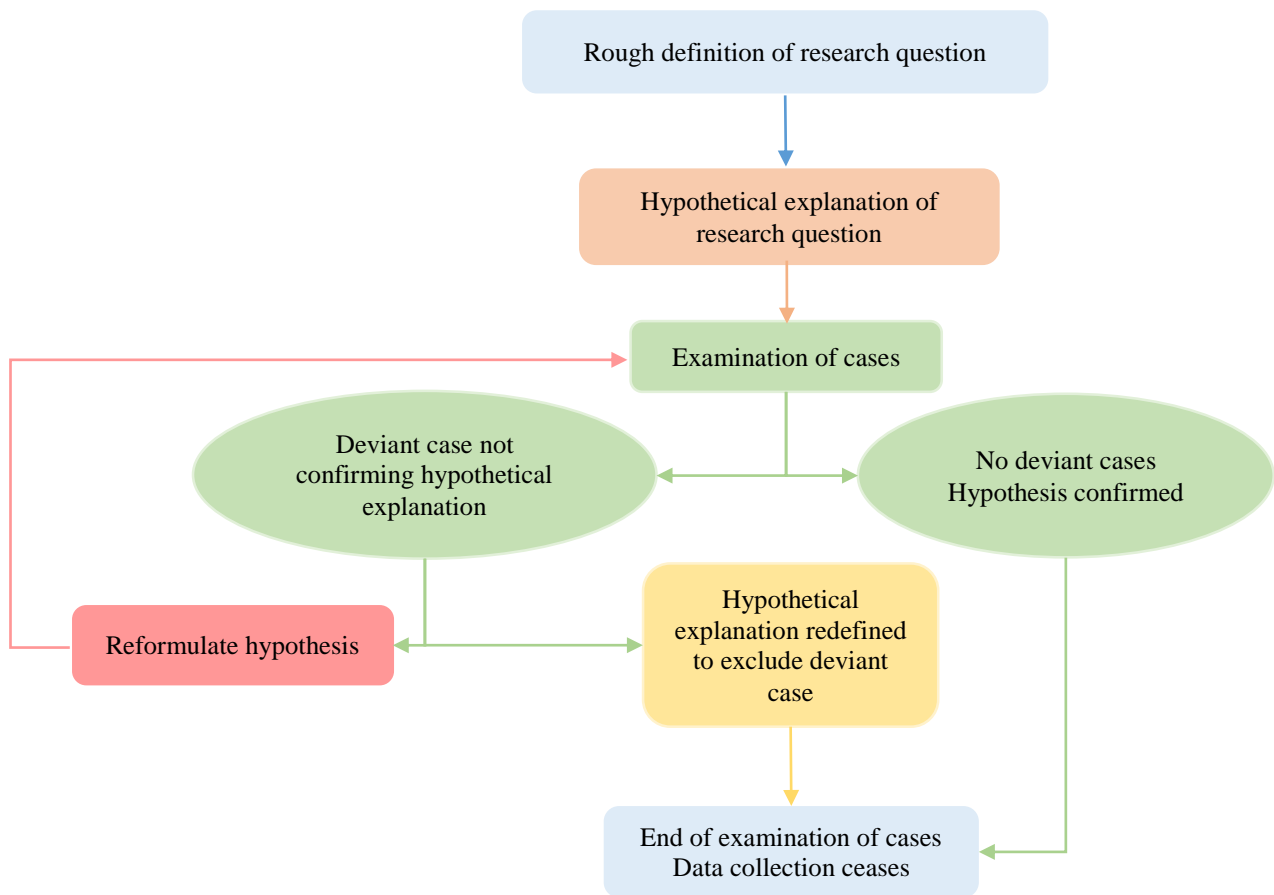 Rough definition of research question
Hypothetical explanation of
research question
Examination of cases
Deviant case not
confirming hypothetical
explanation
No deviant cases
Hypothesis confirmed
Reformulate hypothesis
Hypothetical
explanation redefined
to exclude deviant
case
End of examination of cases
Data collection ceases